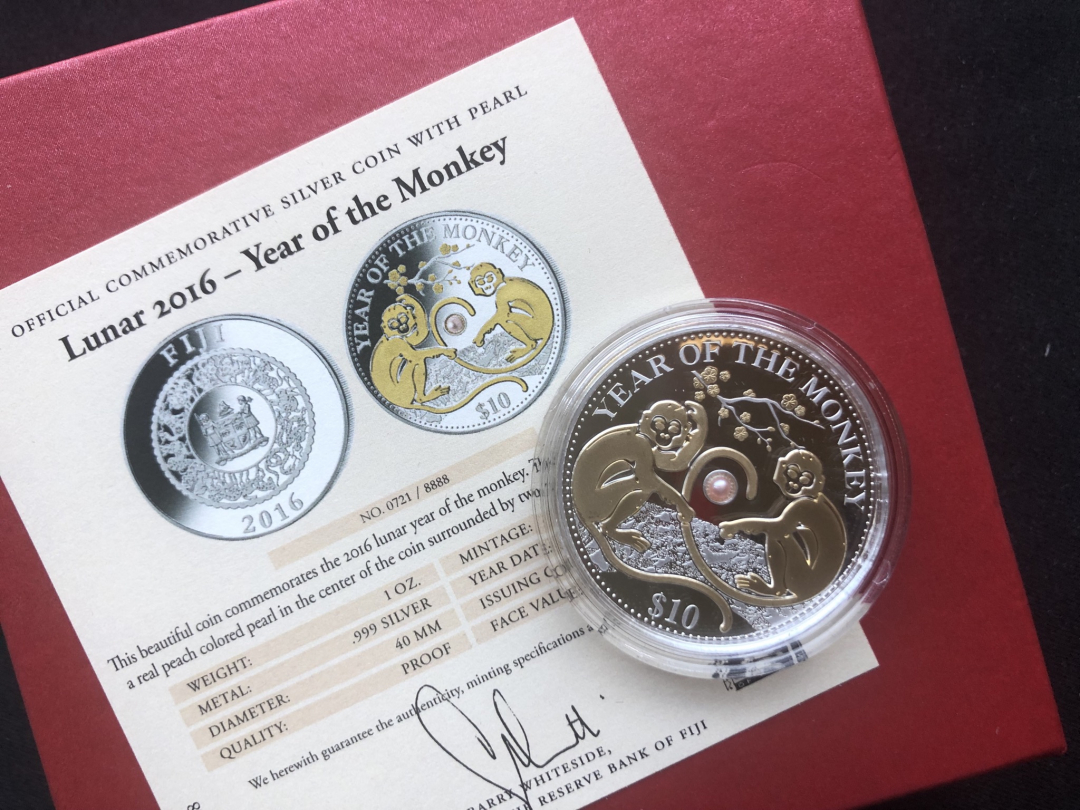 OFFICIAL COMMEMORATIVE SILVER COIN WITH PEARL
Lunar 2016 – Year of the Monkey
FIJI
2016
YEAR OF THE MONKEY
$10
NO. 0721 / 8888
This beautiful coin commemorates the 2016 lunar year of the monkey.
a real peach colored pearl in the center of the coin surrounded by two
WEIGHT: 1 OZ.
METAL: .999 SILVER
DIAMETER: 40 MM
QUALITY: PROOF
MINTAGE:
YEAR DATE:
ISSUING
FACE VALUE
We herewith guarantee the authenticity, minting specifications
WHITESIDE,
RESERVE BANK OF FIJI
YEAR OF THE MONKEY
$10